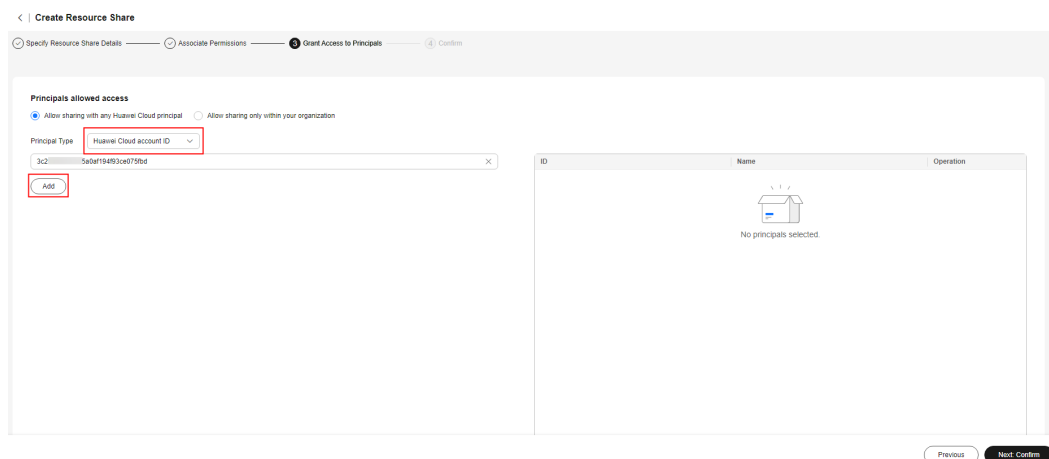 < | Create Resource Share
Specify Resource Share Details Associate Permissions 3 Grant Access to Principals 4 Confirm
Principals allowed access
Allow sharing with any Huawei Cloud principal Allow sharing only within your organization
Principal Type Huawei Cloud account ID
3c2 5a0af194f93ce075fbd
Add
ID Name Operation
No principals selected.
Previous Next: Confirm